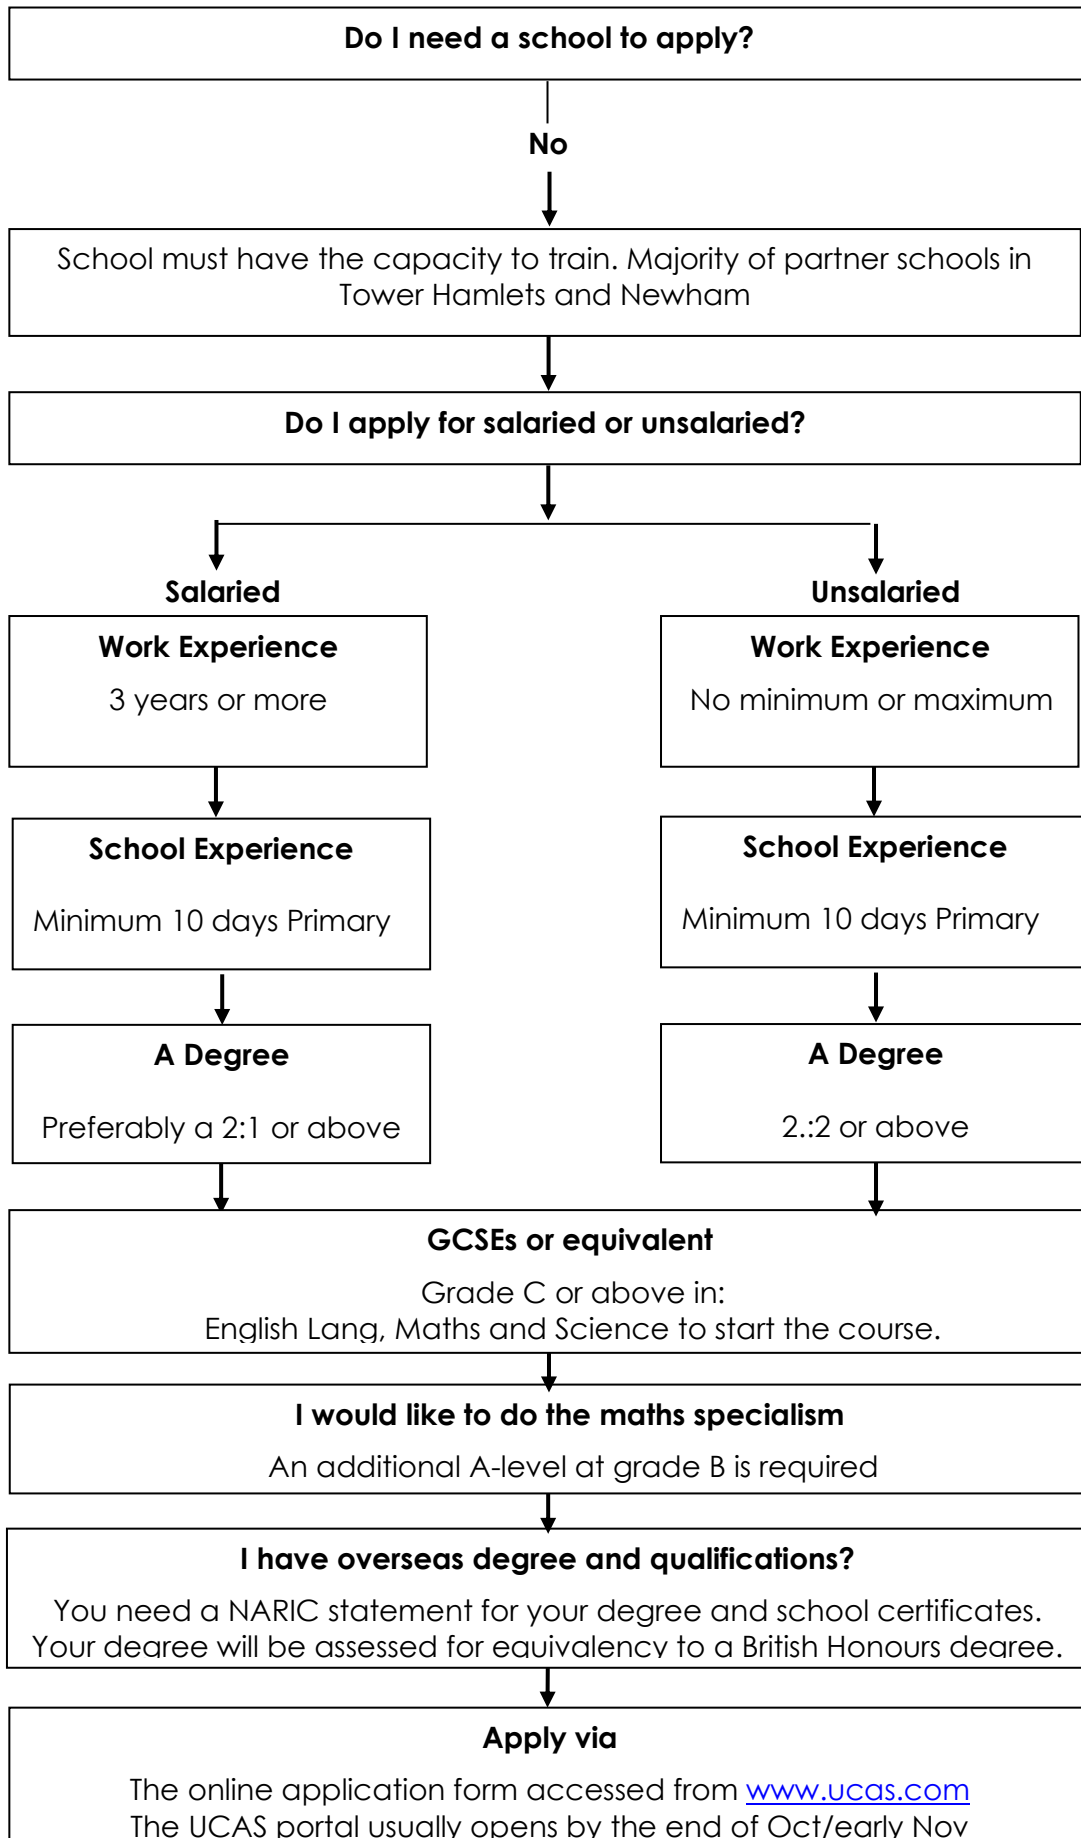 Do I need a school to apply?
No
School must have the capacity to train. Majority of partner schools in
Tower Hamlets and Newham
Do I apply for salaried or unsalaried?
Salaried
Work Experience
3 years or more
School Experience
Minimum 10 days Primary
A Degree
Preferably a 2:1 or above
Unsalaried
Work Experience
No minimum or maximum
School Experience
Minimum 10 days Primary
A Degree
2.:2 or above
GCSEs or equivalent
Grade C or above in:
English Lang, Maths and Science to start the course.
I would like to do the maths specialism
An additional A-level at grade B is required
I have overseas degree and qualifications?
You need a NARIC statement for your degree and school certificates.
Your degree will be assessed for equivalency to a British Honours degree.
Apply via
The online application form accessed from www.ucas.com
The UCAS portal usually opens by the end of Oct/early Nov